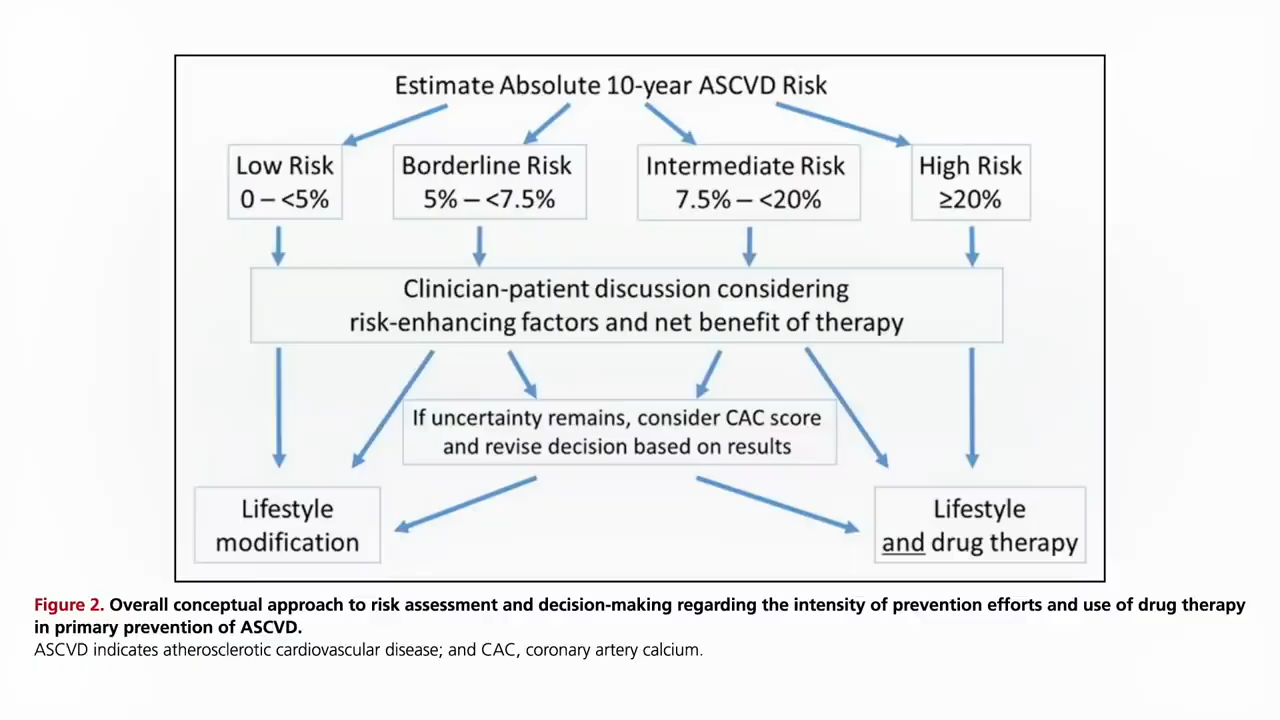 Estimate Absolute 10-year ASCVD Risk
Low Risk
0 – <5%
Borderline Risk
5% – <7.5%
Intermediate Risk
7.5% – <20%
High Risk
≥20%
Clinician-patient discussion considering
risk-enhancing factors and net benefit of therapy
If uncertainty remains, consider CAC score
and revise decision based on results
Lifestyle
modification
Lifestyle
and drug therapy
Figure 2. Overall conceptual approach to risk assessment and decision-making regarding the intensity of prevention efforts and use of drug therapy
in primary prevention of ASCVD.
ASCVD indicates atherosclerotic cardiovascular disease; and CAC, coronary artery calcium.